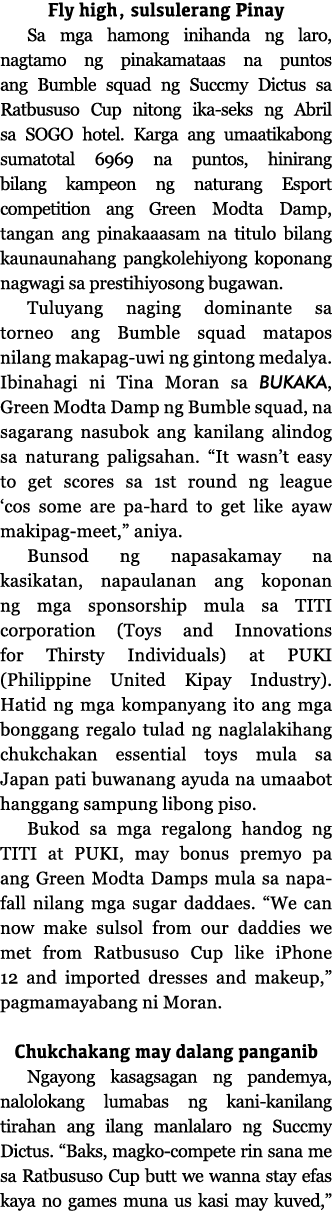 Fly high, sulsulerang Pinay
Sa mga hamong inihanda ng laro,
nagtamo ng pinakamataas na puntos
ang Bumble squad ng Succmy Dictus sa
Ratbususo Cup nitong ika-seks ng Abril
sa SOGO hotel. Karga ang umaatikabong
sumatotal 6969 na puntos, hinirang
bilang kampeon ng naturang Esport
competition ang Green Modta Damp,
tangan ang pinakaaasam na titulo bilang
kaunaunahang pangkolehiyong koponang
nagwagi sa prestihiyosong bugawan.
Tuluyang naging dominante sa
torneo ang Bumble squad matapos
nilang makapag-uwi ng gintong medalya.
Ibinahagi ni Tina Moran sa BUKAKA,
Green Modta Damp ng Bumble squad, na
sagarang nasubok ang kanilang alindog
sa naturang paligsahan. “It wasn’t easy
to get scores sa 1st round ng league
‘cos some are pa-hard to get like ayaw
makipag-meet,” aniya.
Bunsod ng napasakamay na
kasikatan, napaulanan ang koponan
ng mga sponsorship mula sa TITI
corporation (Toys and Innovations
for Thirsty Individuals) at PUKI
(Philippine United Kipay Industry).
Hatid ng mga kompanyang ito ang mga
bonggang regalo tulad ng naglalakihang
chukchakan essential toys mula sa
Japan pati buwanang ayuda na umaabot
hanggang sampung libong piso.
Bukod sa mga regalong handog ng
TITI at PUKI, may bonus premyo pa
ang Green Modta Damps mula sa napa-
fall nilang mga sugar daddaes. “We can
now make sulsol from our daddies we
met from Ratbususo Cup like iPhone
12 and imported dresses and makeup,”
pagmamayabang ni Moran.
Chukchakang may dalang panganib
Ngayong kasagsagan ng pandemya,
nalolokang lumabas ng kani-kanilang
tirahan ang ilang manlalaro ng Succmy
Dictus. “Baks, magko-compete rin sana me
sa Ratbususo Cup butt we wanna stay efas
kaya no games muna us kasi may kuved,”